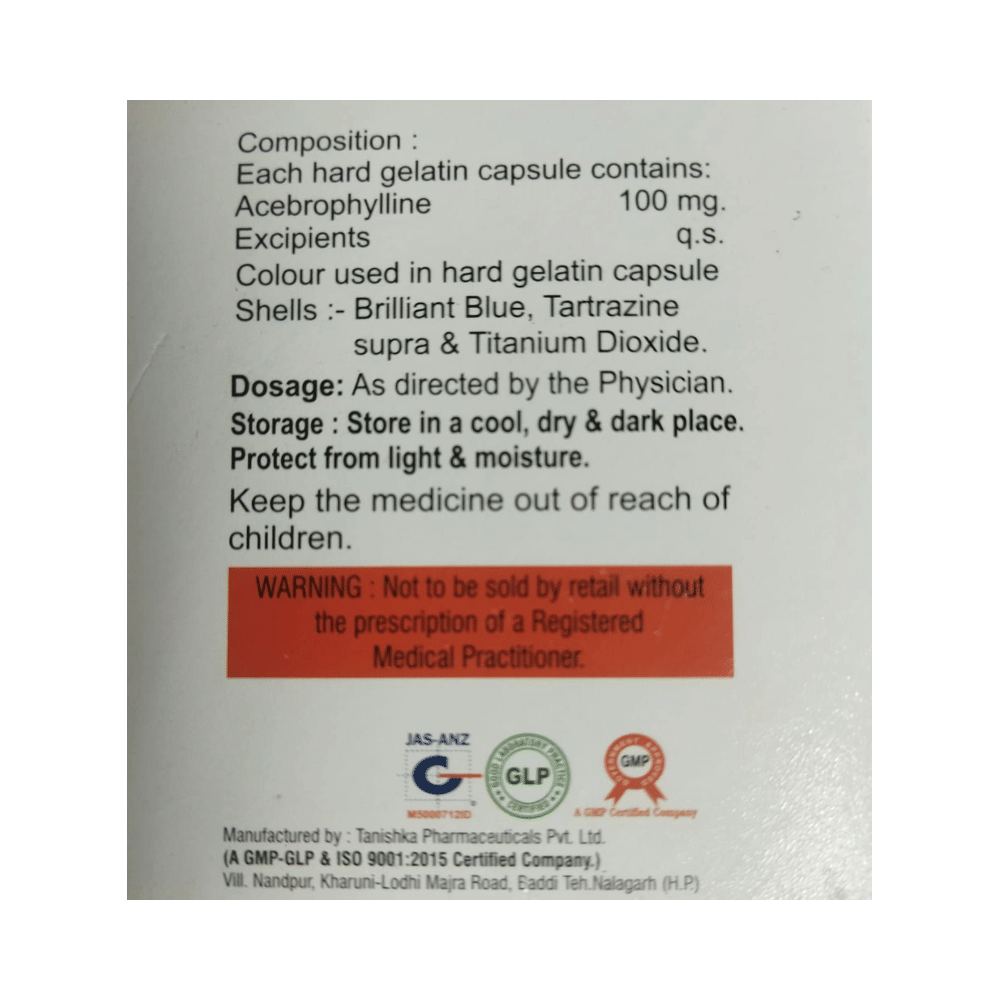 Composition :
Each hard gelatin capsule contains:
Acebrophylline 100 mg.
Excipients q.s.
Colour used in hard gelatin capsule
Shells :- Brilliant Blue, Tartrazine
supra & Titanium Dioxide.
Dosage: As directed by the Physician.
Storage : Store in a cool, dry & dark place.
Protect from light & moisture.
Keep the medicine out of reach of
children.
WARNING : Not to be sold by retail without
the prescription of a Registered
Medical Practitioner.
JAS-ANZ
GOOD LABORATORY PRACTICE
GLP
CERTIFIED
GMP
A GMP Certified Company
Manufactured by : Tanishka Pharmaceuticals Pvt. Ltd.
(A GMP-GLP & ISO 9001:2015 Certified Company.)
Vill. Nandpur, Kharuni-Lodhi Majra Road, Baddi Teh.Nalagarh (H.P.)